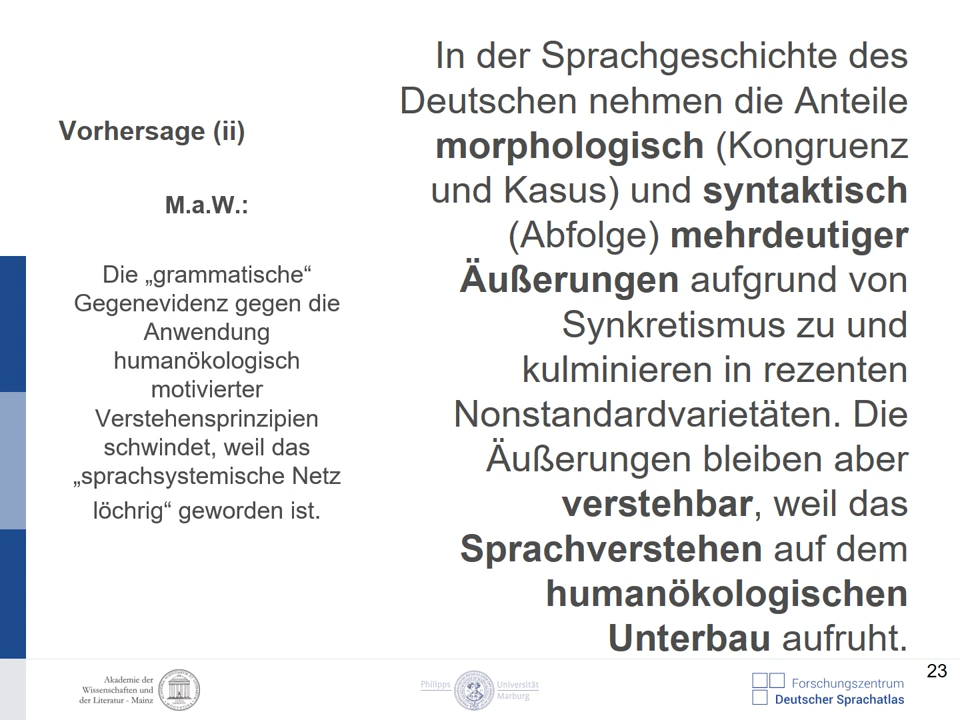 Vorhersage (ii)
M.a.W.:
Die „grammatische“
Gegenevidenz gegen die
Anwendung
humanökologisch
motivierter
Verstehensprinzipien
schwindet, weil das
„sprachsystemische Netz
löchrig“ geworden ist.
In der Sprachgeschichte des
Deutschen nehmen die Anteile
morphologisch (Kongruenz
und Kasus) und syntaktisch
(Abfolge) mehrdeutiger
Äußerungen aufgrund von
Synkretismus zu und
kulminieren in rezenten
Nonstandardvarietäten. Die
Äußerungen bleiben aber
verstehbar, weil das
Sprachverstehen auf dem
humanökologischen
Unterbau aufruht.
23
Akademie der
Wissenschaften und
der Literatur - Mainz
Philipps Universität
Marburg
Forschungszentrum
Deutscher Sprachatlas